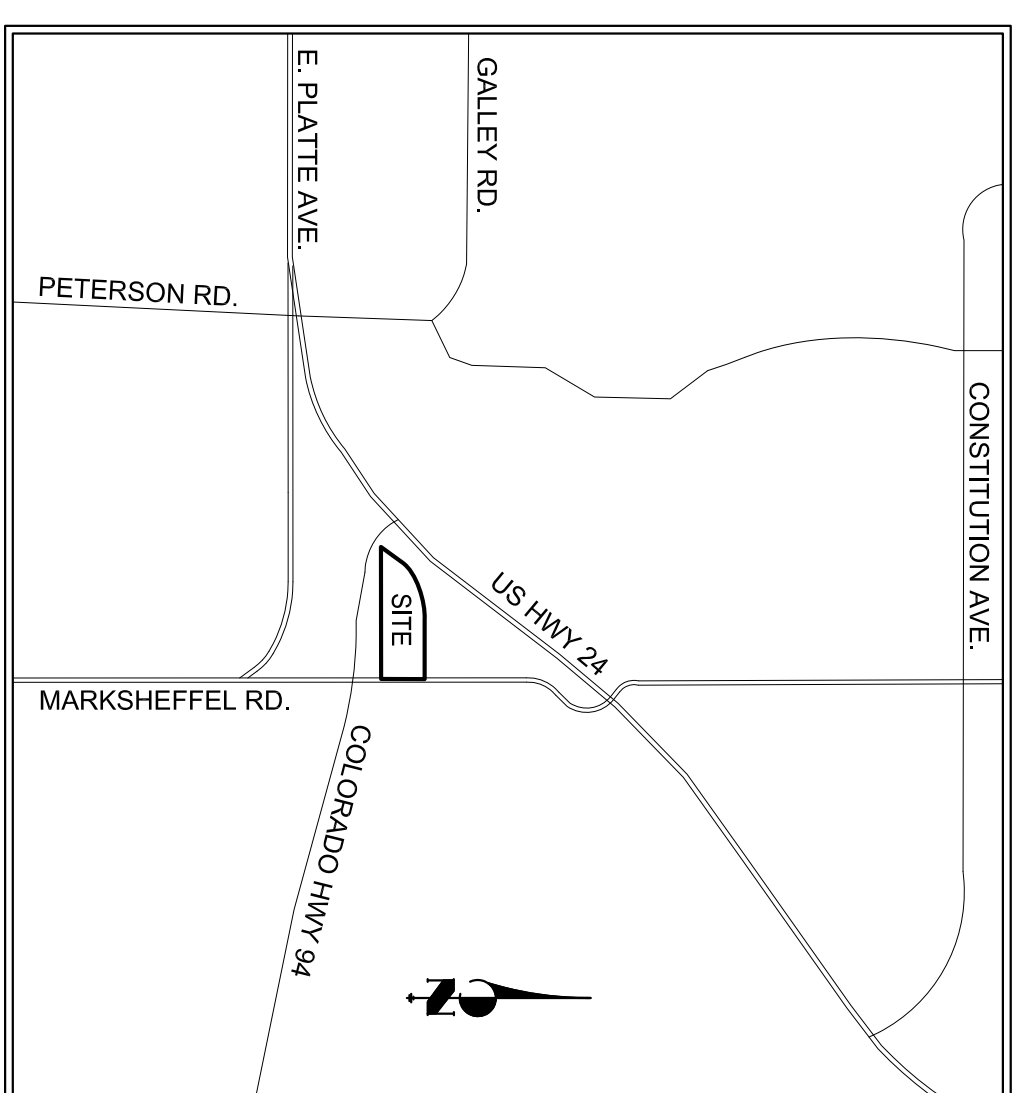 E. PLATTE AVE.
GALLEY RD.
PETERSON RD.
CONSTITUTION AVE.
US HWY 24
SITE
MARKSHEFFEL RD.
COLORADO HWY 94
N